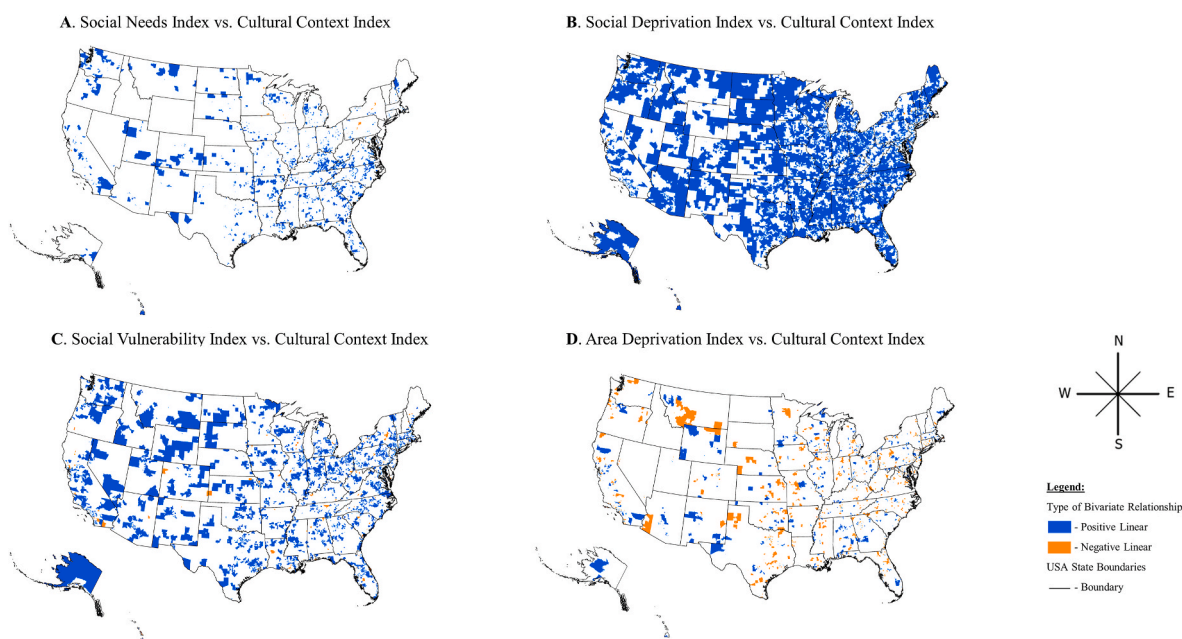 A. Social Needs Index vs. Cultural Context Index
B. Social Deprivation Index vs. Cultural Context Index
C. Social Vulnerability Index vs. Cultural Context Index
D. Area Deprivation Index vs. Cultural Context Index
N
W E
S
Legend:
Type of Bivariate Relationship
- Positive Linear
- Negative Linear
USA State Boundaries
- Boundary